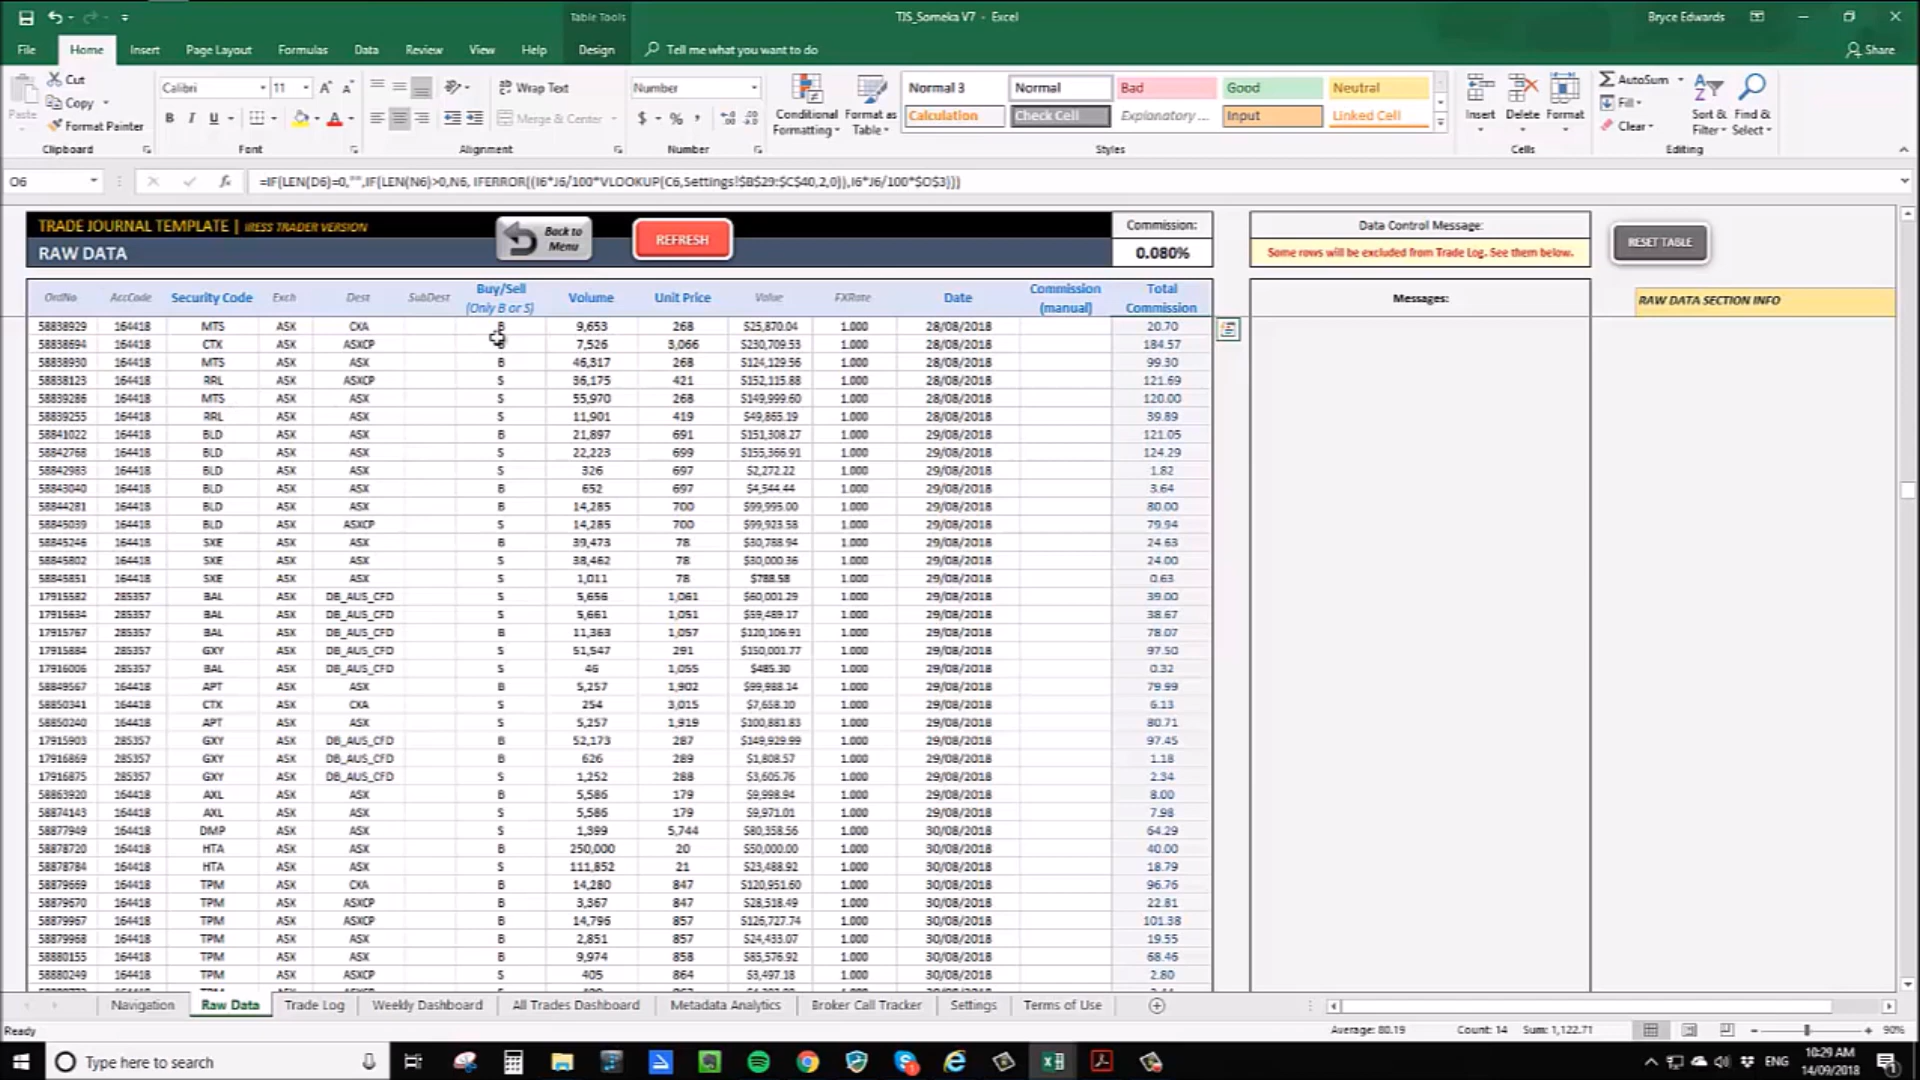 Table Tools
TJS_Someka V7 - Excel
Bryce Edwards
File Home Insert Page Layout Formulas Data Review View Help Design Tell me what you want to do Share
Cut
Copy
Format Painter
Paste
Clipboard
Calibri 11
B I U
Font
Wrap Text
Merge & Center
Alignment
Number
$ % ,
Number
Conditional Formatting
Format as Table
Normal 3 Normal Bad Good Neutral
Calculation Check Cell Explanatory ... Input Linked Cell
Styles
Insert Delete Format
Cells
AutoSum
Fill
Clear
Sort & Filter
Find & Select
Editing
O6
=IF(LEN(D6)=0,"",IF(LEN(N6)>0,N6, IFERROR((I6*J6/100*VLOOKUP(C6,Settings!$B$29:$C$40,2,0)),I6*J6/100*$O$3)))
TRADE JOURNAL TEMPLATE | IRESS TRADER VERSION
RAW DATA
Back to Menu
REFRESH
Commission:
0.080%
Data Control Message:
Some rows will be excluded from Trade Log. See them below.
RESET TABLE
OrdNo AccCode Security Code Exch Dest SubDest Buy/Sell (Only B or S) Volume Unit Price Value FXRate Date Commission (manual) Total Commission
Messages:
RAW DATA SECTION INFO
58838929 164418 MTS ASX CXA B 9,653 268 $25,870.04 1.000 28/08/2018 20.70
58838694 164418 CTX ASX ASXCP 7,526 3,066 $230,709.53 1.000 28/08/2018 184.57
58838930 164418 MTS ASX ASX B 46,317 268 $124,129.56 1.000 28/08/2018 99.30
58838123 164418 RRL ASX ASXCP S 36,175 421 $152,115.88 1.000 28/08/2018 121.69
58839286 164418 MTS ASX ASX S 55,970 268 $149,999.60 1.000 28/08/2018 120.00
58839255 164418 RRL ASX ASX S 11,901 419 $49,865.19 1.000 28/08/2018 39.89
58841022 164418 BLD ASX ASX B 21,897 691 $151,308.27 1.000 29/08/2018 121.05
58842768 164418 BLD ASX ASX S 22,223 699 $155,366.91 1.000 29/08/2018 124.29
58842983 164418 BLD ASX ASX S 326 697 $2,272.22 1.000 29/08/2018 1.82
58843040 164418 BLD ASX ASX B 652 697 $4,544.44 1.000 29/08/2018 3.64
58844281 164418 BLD ASX ASX B 14,285 700 $99,995.00 1.000 29/08/2018 80.00
58845039 164418 BLD ASX ASXCP S 14,285 700 $99,923.58 1.000 29/08/2018 79.94
58845246 164418 SXE ASX ASX B 39,473 78 $30,788.94 1.000 29/08/2018 24.63
58845802 164418 SXE ASX ASX S 38,462 78 $30,000.36 1.000 29/08/2018 24.00
58845851 164418 SXE ASX ASX S 1,011 78 $788.58 1.000 29/08/2018 0.63
17915582 285357 BAL ASX DB_AUS_CFD S 5,656 1,061 $60,001.29 1.000 29/08/2018 39.00
17915634 285357 BAL ASX DB_AUS_CFD S 5,661 1,051 $59,489.17 1.000 29/08/2018 38.67
17915767 285357 BAL ASX DB_AUS_CFD B 11,363 1,057 $120,106.91 1.000 29/08/2018 78.07
17915884 285357 GXY ASX DB_AUS_CFD S 51,547 291 $150,001.77 1.000 29/08/2018 97.50
17916006 285357 BAL ASX DB_AUS_CFD S 46 1,055 $485.30 1.000 29/08/2018 0.32
58849567 164418 APT ASX ASX B 5,257 1,902 $99,988.14 1.000 29/08/2018 79.99
58850341 164418 CTX ASX CXA S 254 3,015 $7,658.10 1.000 29/08/2018 6.13
58850240 164418 APT ASX ASX S 5,257 1,919 $100,881.83 1.000 29/08/2018 80.71
17915903 285357 GXY ASX DB_AUS_CFD B 52,173 287 $149,929.99 1.000 29/08/2018 97.45
17916869 285357 GXY ASX DB_AUS_CFD B 626 289 $1,808.57 1.000 29/08/2018 1.18
17916875 285357 GXY ASX DB_AUS_CFD S 1,252 288 $3,605.76 1.000 29/08/2018 2.34
58863920 164418 AXL ASX ASX B 5,586 179 $9,998.94 1.000 29/08/2018 8.00
58874143 164418 AXL ASX ASX S 5,586 179 $9,971.01 1.000 29/08/2018 7.98
58877949 164418 DMP ASX ASX S 1,399 5,744 $80,358.56 1.000 30/08/2018 64.29
58878720 164418 HTA ASX ASX B 250,000 20 $50,000.00 1.000 30/08/2018 40.00
58878784 164418 HTA ASX ASX S 111,852 21 $23,488.92 1.000 30/08/2018 18.79
58879669 164418 TPM ASX CXA B 14,280 847 $120,951.60 1.000 30/08/2018 96.76
58879670 164418 TPM ASX ASXCP B 3,367 847 $28,518.49 1.000 30/08/2018 22.81
58879967 164418 TPM ASX ASXCP B 14,796 857 $126,727.74 1.000 30/08/2018 101.38
58879968 164418 TPM ASX ASX B 2,851 857 $24,433.07 1.000 30/08/2018 19.55
58880155 164418 TPM ASX ASX B 9,974 858 $85,576.92 1.000 30/08/2018 68.46
58880249 164418 TPM ASX ASXCP S 405 864 $3,497.18 1.000 30/08/2018 2.80
Navigation Raw Data Trade Log Weekly Dashboard All Trades Dashboard Metadata Analytics Broker Call Tracker Settings Terms of Use
Ready
Average: 80.19 Count: 14 Sum: 1,122.71 90%
Type here to search
ENG
10:29 AM
14/09/2018